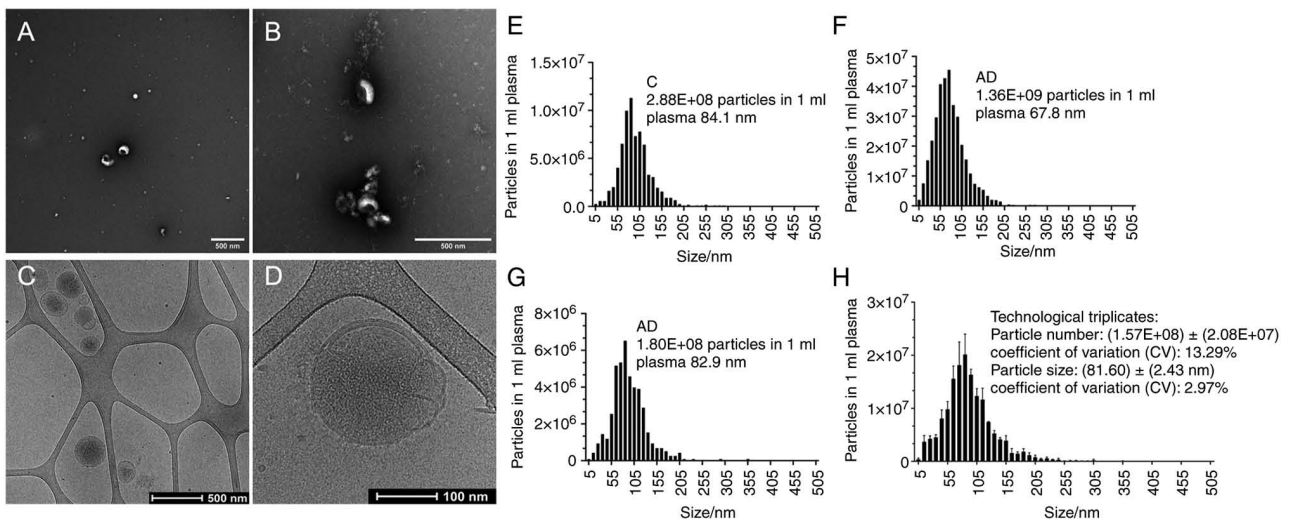 A
500 nm
B
500 nm
C
500 nm
D
100 nm
E
Particles in 1 ml plasma
1.5×10⁷
1.0×10⁷
5.0×10⁶
0.0
C
2.88E+08 particles in 1 ml
plasma 84.1 nm
5
55
105
155
205
255
305
355
405
455
505
Size/nm
F
Particles in 1 ml plasma
5×10⁷
4×10⁷
3×10⁷
2×10⁷
1×10⁷
0
AD
1.36E+09 particles in 1 ml
plasma 67.8 nm
5
55
105
155
205
255
305
355
405
455
505
Size/nm
G
Particles in 1 ml plasma
8×10⁶
6×10⁶
4×10⁶
2×10⁶
0
AD
1.80E+08 particles in 1 ml
plasma 82.9 nm
5
55
105
155
205
255
305
355
405
455
505
Size/nm
H
Particles in 1 ml plasma
3×10⁷
2×10⁷
1×10⁷
0
Technological triplicates:
Particle number: (1.57E+08) ± (2.08E+07)
coefficient of variation (CV): 13.29%
Particle size: (81.60) ± (2.43 nm)
coefficient of variation (CV): 2.97%
5
55
105
155
205
255
305
355
405
455
505
Size/nm